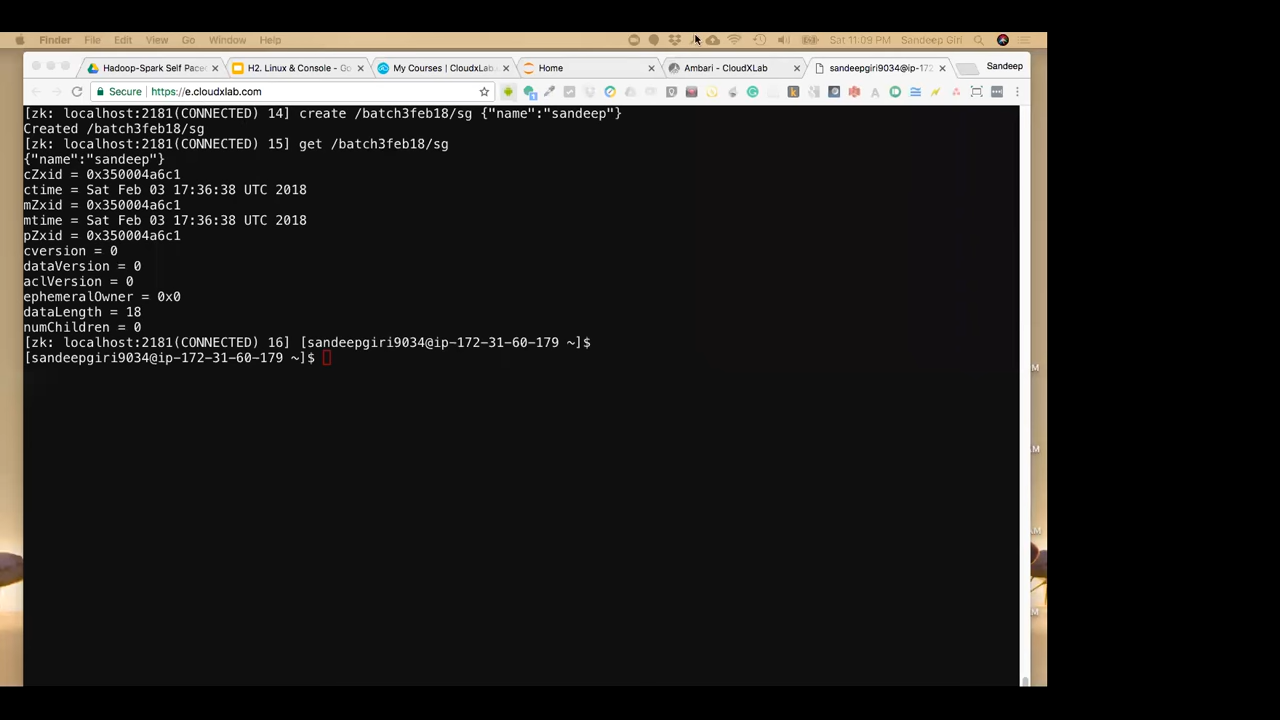 Finder File Edit View Go Window Help Sat 11:09 PM Sandeep Giri
Hadoop-Spark Self Pace H2. Linux & Console - Go My Courses | CloudxLab Home Ambari - CloudXLab sandeepgiri9034@ip-172 Sandeep
Secure https://e.cloudxlab.com
[zk: localhost:2181(CONNECTED) 14] create /batch3feb18/sg {"name":"sandeep"}
Created /batch3feb18/sg
[zk: localhost:2181(CONNECTED) 15] get /batch3feb18/sg
{"name":"sandeep"}
cZxid = 0x350004a6c1
ctime = Sat Feb 03 17:36:38 UTC 2018
mZxid = 0x350004a6c1
mtime = Sat Feb 03 17:36:38 UTC 2018
pZxid = 0x350004a6c1
cversion = 0
dataVersion = 0
aclVersion = 0
ephemeralOwner = 0x0
dataLength = 18
numChildren = 0
[zk: localhost:2181(CONNECTED) 16] [sandeepgiri9034@ip-172-31-60-179 ~]$
[sandeepgiri9034@ip-172-31-60-179 ~]$